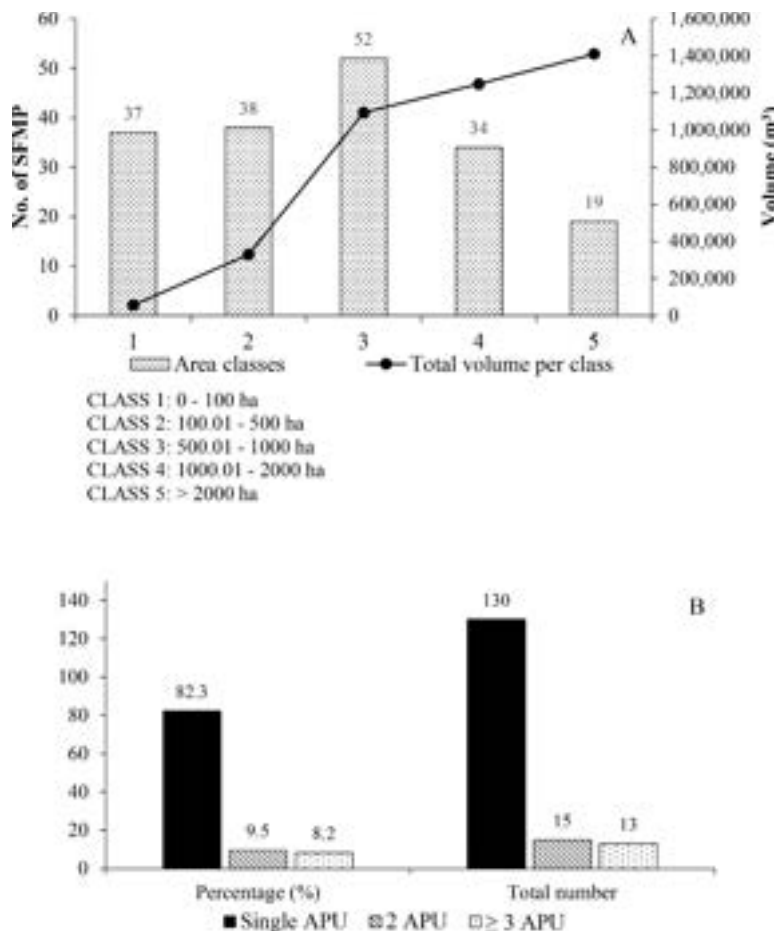 60
50
40
30
20
10
0
No. of SFMP
37
38
52
34
19
A
1,600,000
1,400,000
1,200,000
1,000,000
800,000
600,000
400,000
200,000
0
Volume (m³)
1 2 3 4 5
Area classes Total volume per class
CLASS 1: 0 - 100 ha
CLASS 2: 100.01 - 500 ha
CLASS 3: 500.01 - 1000 ha
CLASS 4: 1000.01 - 2000 ha
CLASS 5: > 2000 ha
B
140
120
100
80
60
40
20
0
82.3
9.5
8.2
130
15
13
Percentage (%) Total number
Single APU 2 APU ≥ 3 APU